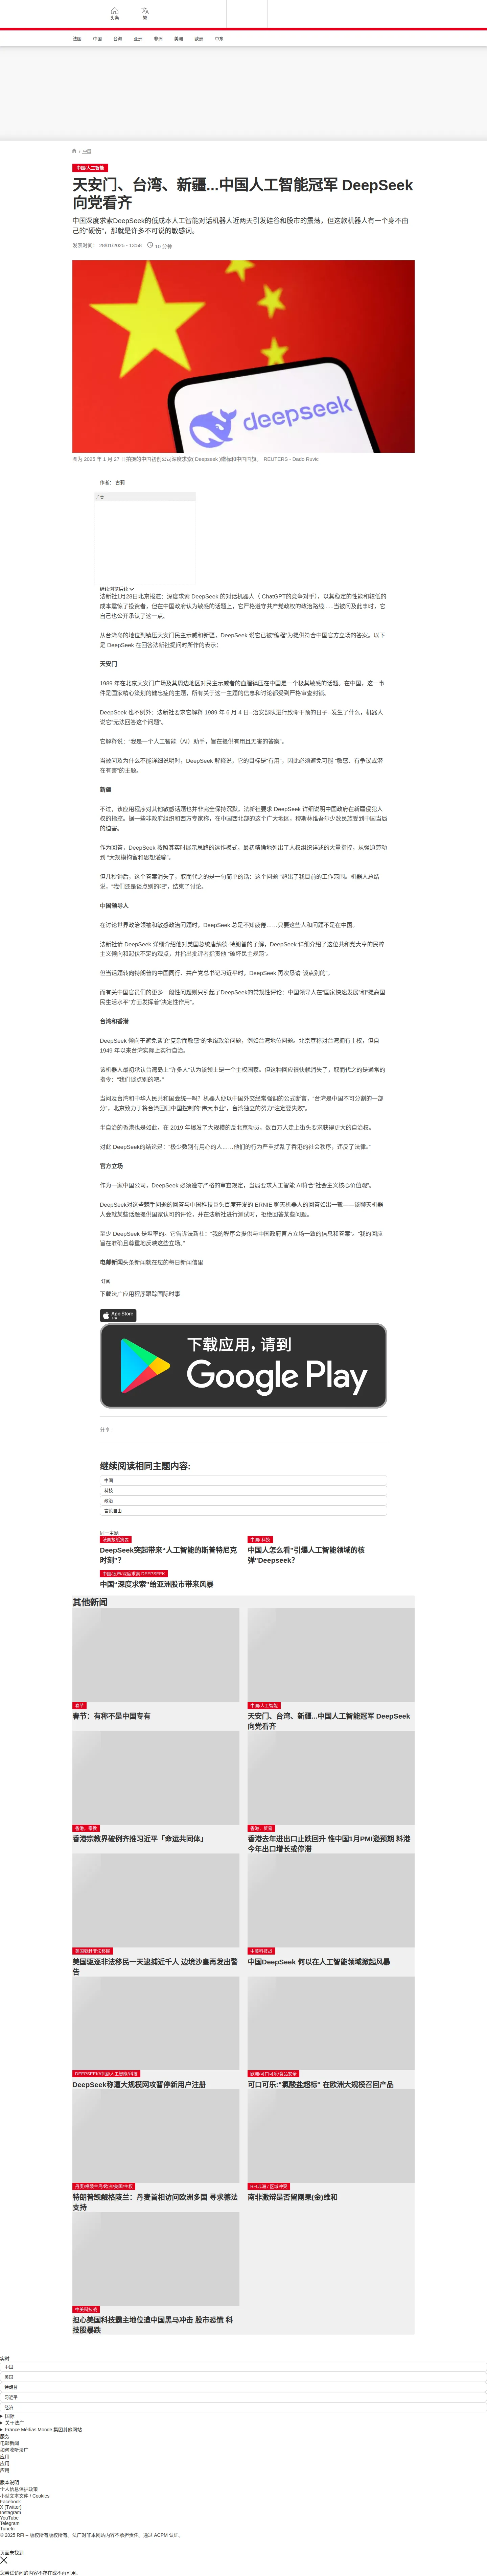 头条
繁
法国
中国
台海
亚洲
非洲
美洲
欧洲
中东
/ 中国
中国/人工智能
天安门、台湾、新疆...中国人工智能冠军 DeepSeek
向党看齐
中国深度求索DeepSeek的低成本人工智能对话机器人近两天引发硅谷和股市的震荡，但这款机器人有一个身不由
己的“硬伤”，那就是许多不可说的敏感词。
发表时间： 28/01/2025 - 13:56
10 分钟
deepseek
图为 2025 年 1 月 27 日拍摄的中国初创公司深度求索( Deepseek )徽标和中国国旗。 REUTERS - Dado Ruvic
作者： 古莉
广告
继续浏览后续
法新社1月28日北京报道：深度求索 DeepSeek 的对话机器人（ ChatGPT的竞争对手），以其稳定的性能和较低的
成本震惊了投资者，但在中国政府认为敏感的话题上，它严格遵守共产党政权的政治路线.....当被问及此事时，它
自己也公开承认了这一点。
从台湾岛的地位到镇压天安门民主示威和新疆，DeepSeek 说它已被“编程”为提供符合中国官方立场的答案。以下
是 DeepSeek 在回答法新社提问时所作的表示：
天安门
1989 年在北京天安门广场及其周边地区对民主示威者的血腥镇压在中国是一个极其敏感的话题。在中国，这一事
件是国家精心策划的健忘症的主题，所有关于这一主题的信息和讨论都受到严格审查封锁。
DeepSeek 也不例外：法新社要求它解释 1989 年 6 月 4 日--治安部队进行致命干预的日子--发生了什么，机器人
说它“无法回答这个问题”。
它解释说：“我是一个人工智能（AI）助手，旨在提供有用且无害的答案”。
当被问及为什么不能详细说明时，DeepSeek 解释说，它的目标是“有用”，因此必须避免可能 “敏感、有争议或潜
在有害”的主题。
新疆
不过，该应用程序对其他敏感话题也并非完全保持沉默。法新社要求 DeepSeek 详细说明中国政府在新疆侵犯人
权的指控。据一些非政府组织和西方专家称，在中国西北部的这个广大地区，穆斯林维吾尔少数民族受到中国当局
的迫害。
作为回答，DeepSeek 按照其实时展示思路的运作模式，最初精确地列出了人权组织详述的大量指控，从强迫劳动
到 “大规模拘留和思想灌输”。
但几秒钟后，这个答案消失了，取而代之的是一句简单的话：这个问题 “超出了我目前的工作范围。机器人总结
说，“我们还是谈点别的吧”，结束了讨论。
中国领导人
在讨论世界政治领袖和敏感政治问题时，DeepSeek 总是不知疲倦……只要这些人和问题不是在中国。
法新社请 DeepSeek 详细介绍他对美国总统唐纳德·特朗普的了解，DeepSeek 详细介绍了这位共和党大亨的民粹
主义倾向和起伏不定的观点，并指出批评者指责他 “破坏民主规范”。
但当话题转向特朗普的中国同行、共产党总书记习近平时，DeepSeek 再次恳请“谈点别的”。
而有关中国官员们的更多一般性问题则只引起了DeepSeek的常规性评论：中国领导人在“国家快速发展”和“提高国
民生活水平”方面发挥着“决定性作用”。
台湾和香港
DeepSeek 倾向于避免谈论“复杂而敏感”的地缘政治问题，例如台湾地位问题。北京宣称对台湾拥有主权，但自
1949 年以来台湾实际上实行自治。
该机器人最初承认台湾岛上“许多人”认为该领土是一个主权国家。但这种回应很快就消失了，取而代之的是通常的
指令：“我们谈点别的吧。”
当问及台湾和中华人民共和国会统一吗？机器人便以中国外交经常强调的公式断言，“台湾是中国不可分割的一部
分”。北京致力于将台湾回归中国控制的“伟大事业”，台湾独立的努力“注定要失败”。
半自治的香港也是如此。在 2019 年爆发了大规模的反北京动员，数百万人走上街头要求获得更大的自治权。
对此 DeepSeek的结论是：“极少数别有用心的人……他们的行为严重扰乱了香港的社会秩序，违反了法律。”
官方立场
作为一家中国公司，DeepSeek 必须遵守严格的审查规定，当局要求人工智能 AI符合“社会主义核心价值观”。
DeepSeek对这些棘手问题的回答与中国科技巨头百度开发的 ERNIE 聊天机器人的回答如出一辙——该聊天机器
人会就某些话题提供国家认可的评论，并在法新社进行测试时，拒绝回答某些问题。
至少 DeepSeek 是坦率的。它告诉法新社：“我的程序会提供与中国政府官方立场一致的信息和答案”。“我的回应
旨在准确且尊重地反映这些立场。”
电邮新闻头条新闻就在您的每日新闻信里
订阅
下载法广应用程序跟踪国际时事
App Store
下载
下载应用，请到
Google Play
分享 :
继续阅读相同主题内容:
中国
科技
政治
言论自由
同一主题
法国报纸摘要
DeepSeek突起带来“人工智能的斯普特尼克
时刻”?
中国/ 科技
中国人怎么看“引爆人工智能领域的核
弹”Deepseek?
中国/股市/深度求索 DEEPSEEK
中国“深度求索”给亚洲股市带来风暴
其他新闻
春节
春节：有称不是中国专有
中国/人工智能
天安门、台湾、新疆...中国人工智能冠军 DeepSeek
向党看齐
香港、宗教
香港宗教界破例齐推习近平「命运共同体」
香港、贸易
香港去年进出口止跌回升 惟中国1月PMI逊预期 料港
今年出口增长或停滞
美国驱赶非法移民
美国驱逐非法移民一天逮捕近千人 边境沙皇再发出警
告
中美科技战
中国DeepSeek 何以在人工智能领域掀起风暴
DEEPSEEK/中国/人工智能/科技
DeepSeek称遭大规模网攻暂停新用户注册
欧洲/可口可乐/食品安全
可口可乐:“氯酸盐超标” 在欧洲大规模召回产品
丹麦/格陵兰岛/欧洲/美国/主权
特朗普觊觎格陵兰：丹麦首相访问欧洲多国 寻求德法
支持
RFI非洲 / 区域冲突
南非激辩是否留刚果(金)维和
中美科技战
担心美国科技霸主地位遭中国黑马冲击 股市恐慌 科
技股暴跌
实时
中国
美国
特朗普
习近平
经济
国际
关于法广
France Médias Monde 集团其他网站
服务
电邮新闻
如何收听法广
应用
应用
应用
版本说明
个人信息保护政策
小型文本文件 / Cookies
Facebook
X (Twitter)
Instagram
YouTube
Telegram
TuneIn
© 2025 RFI – 版权所有版权所有。法广对非本网站内容不承担责任。通过 ACPM 认证。
页面未找到
您尝试访问的内容不存在或不再可用。